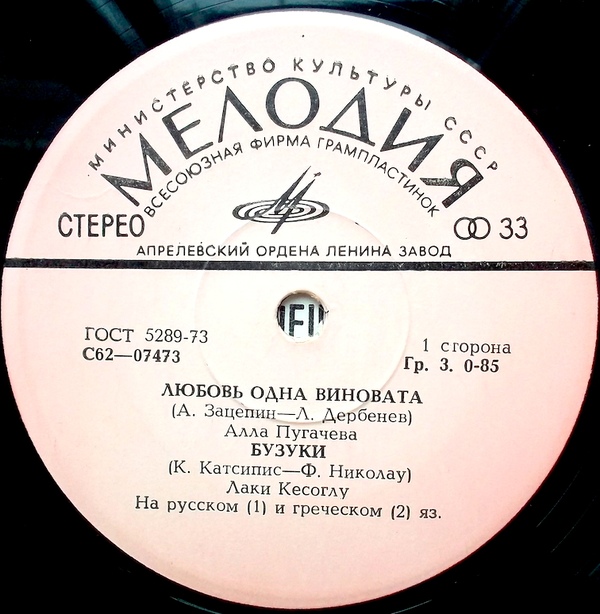 МИНИСТЕРСТВО КУЛЬТУРЫ СССР
МЕЛОДИЯ
ВСЕСОЮЗНАЯ ФИРМА ГРАМПЛАСТИНОК
СТЕРЕО
33
АПРЕЛЕВСКИЙ ОРДЕНА ЛЕНИНА ЗАВОД
ГОСТ 5289-73
С62—07473
1 сторона
Гр. 3. 0-85
ЛЮБОВЬ ОДНА ВИНОВАТА
(А. Зацепин—Л. Дербенев)
Алла Пугачева
БУЗУКИ
(К. Катсипис—Ф. Николау)
Лаки Кесоглу
На русском (1) и греческом (2) яз.